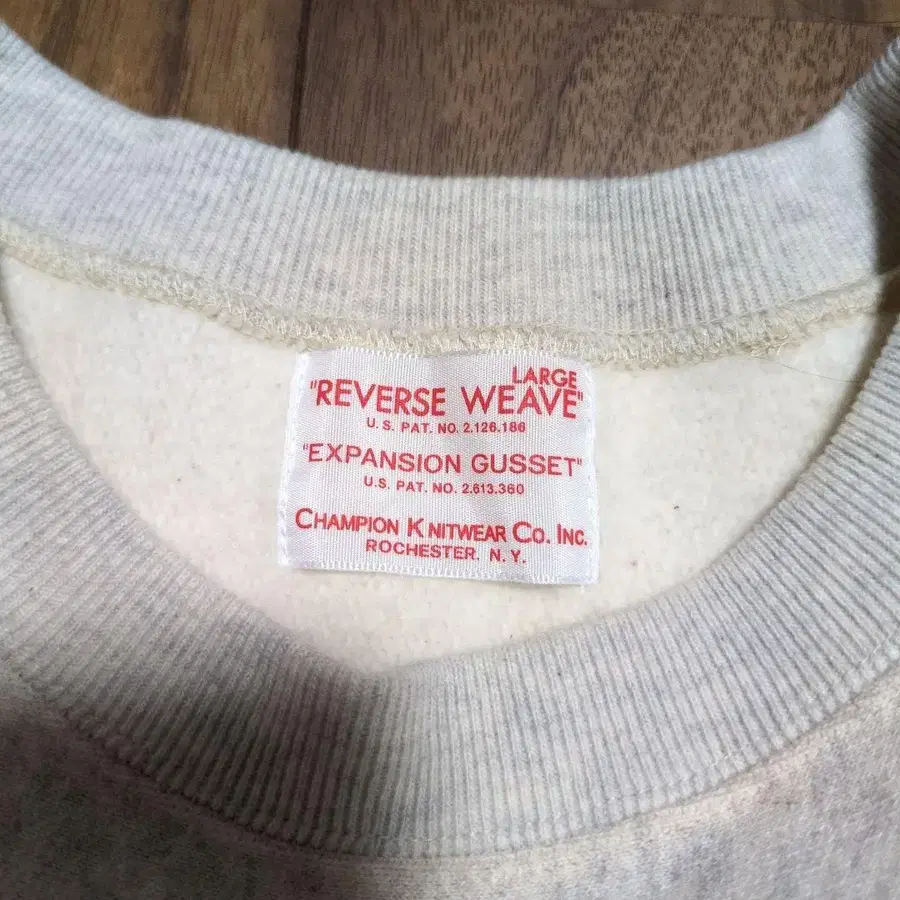 LARGE
"REVERSE WEAVE"
U.S. PAT. NO. 2.126.186
"EXPANSION GUSSET"
U.S. PAT. NO. 2.613.360
CHAMPION KNITWEAR CO. INC.
ROCHESTER. N.Y.